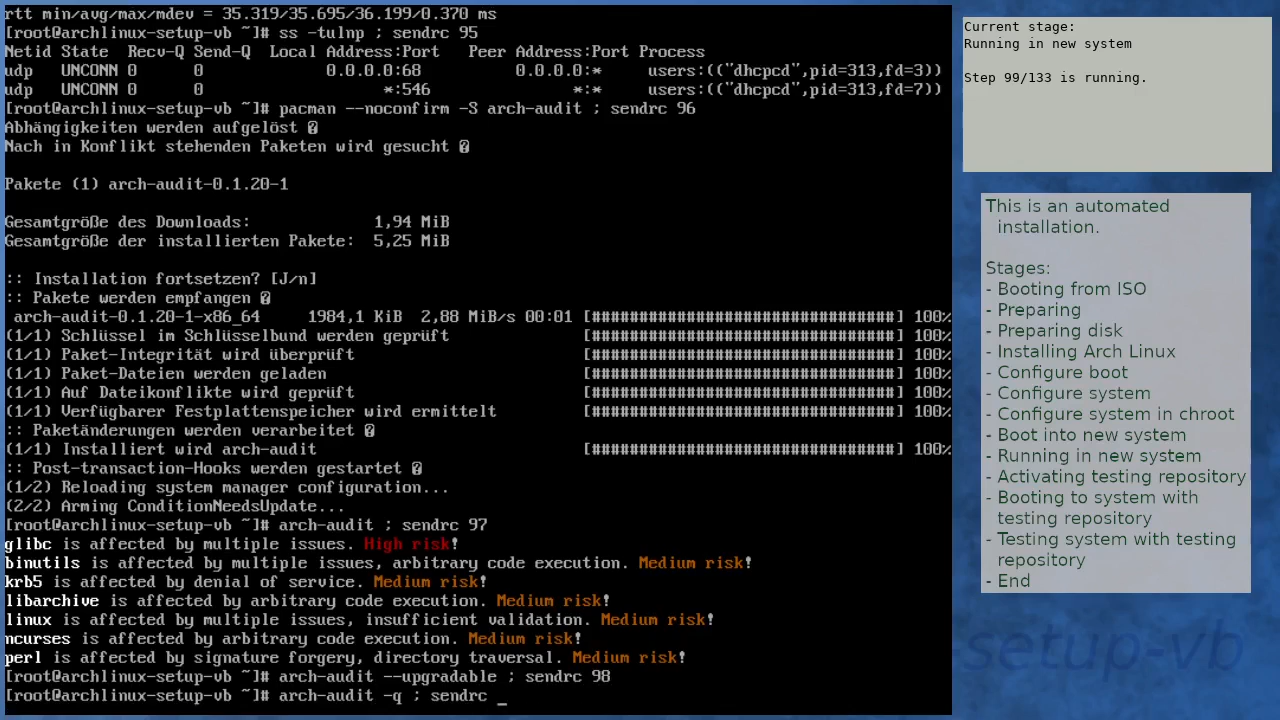 rtt min/avg/max/mdev = 35.319/35.695/36.199/0.370 ms
[root@archlinux-setup-vb ~]# ss -tulnp ; sendrc 95
Netid State  Recv-Q Send-Q  Local Address:Port   Peer Address:Port Process
udp   UNCONN 0      0             0.0.0.0:68          0.0.0.0:*     users:(("dhcpcd",pid=313,fd=3))
udp   UNCONN 0      0                   *:546               *:*     users:(("dhcpcd",pid=313,fd=7))
[root@archlinux-setup-vb ~]# pacman --noconfirm -S arch-audit ; sendrc 96
Abhängigkeiten werden aufgelöst �
Nach in Konflikt stehenden Paketen wird gesucht �
Pakete (1) arch-audit-0.1.20-1
Gesamtgröße des Downloads:             1,94 MiB
Gesamtgröße der installierten Pakete:  5,25 MiB
:: Installation fortsetzen? [J/n]
:: Pakete werden empfangen �
 arch-audit-0.1.20-1-x86_64     1984,1 KiB  2,88 MiB/s 00:01 [################################] 100%
(1/1) Schlüssel im Schlüsselbund werden geprüft              [################################] 100%
(1/1) Paket-Integrität wird überprüft                        [################################] 100%
(1/1) Paket-Dateien werden geladen                           [################################] 100%
(1/1) Auf Dateikonflikte wird geprüft                        [################################] 100%
(1/1) Verfügbarer Festplattenspeicher wird ermittelt         [################################] 100%
:: Paketänderungen werden verarbeitet �
(1/1) Installiert wird arch-audit                            [################################] 100%
:: Post-transaction-Hooks werden gestartet �
(1/2) Reloading system manager configuration...
(2/2) Arming ConditionNeedsUpdate...
[root@archlinux-setup-vb ~]# arch-audit ; sendrc 97
glibc is affected by multiple issues. High risk!
binutils is affected by multiple issues, arbitrary code execution. Medium risk!
krb5 is affected by denial of service. Medium risk!
libarchive is affected by arbitrary code execution. Medium risk!
linux is affected by multiple issues, insufficient validation. Medium risk!
ncurses is affected by arbitrary code execution. Medium risk!
perl is affected by signature forgery, directory traversal. Medium risk!
[root@archlinux-setup-vb ~]# arch-audit --upgradable ; sendrc 98
[root@archlinux-setup-vb ~]# arch-audit -q ; sendrc _
Current stage:
Running in new system
Step 99/133 is running.
This is an automated
installation.
Stages:
- Booting from ISO
- Preparing
- Preparing disk
- Installing Arch Linux
- Configure boot
- Configure system
- Configure system in chroot
- Boot into new system
- Running in new system
- Activating testing repository
- Booting to system with
testing repository
- Testing system with testing
repository
- End
-setup-vb